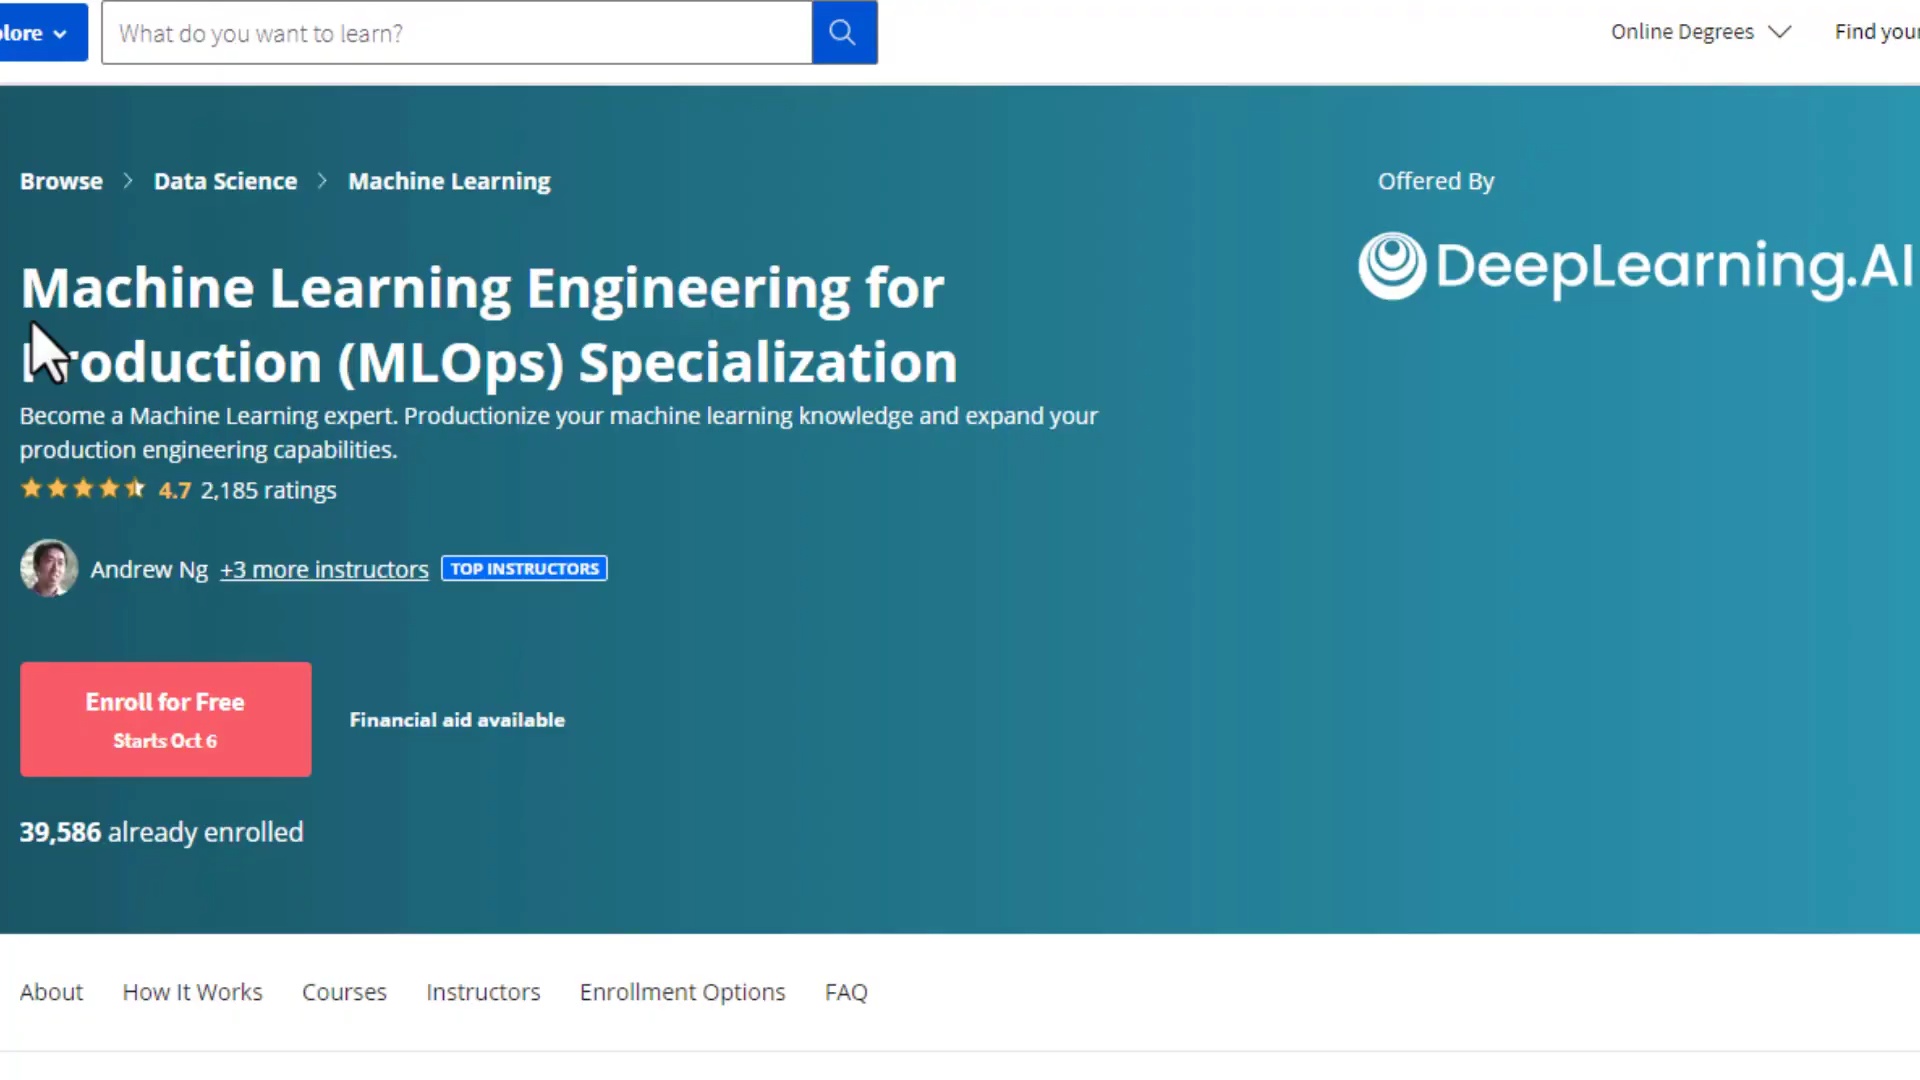 lore
What do you want to learn?
Online Degrees
Find your
Browse > Data Science > Machine Learning
Offered By
DeepLearning.AI
Machine Learning Engineering for
Production (MLOps) Specialization
Become a Machine Learning expert. Productionize your machine learning knowledge and expand your
production engineering capabilities.
4.7 2,185 ratings
Andrew Ng +3 more instructors TOP INSTRUCTORS
Enroll for Free
Starts Oct 6
Financial aid available
39,586 already enrolled
About How It Works Courses Instructors Enrollment Options FAQ